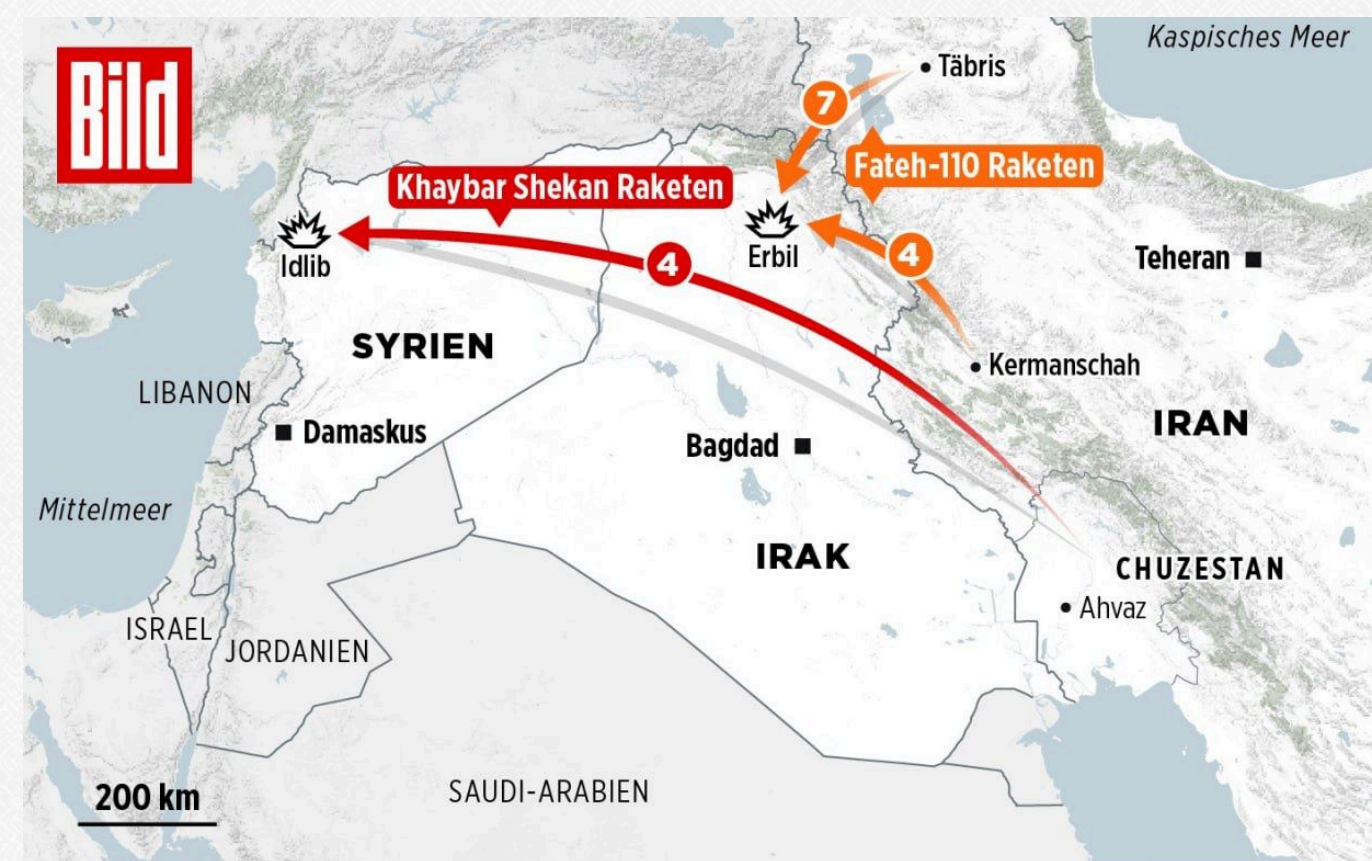 Bild
Kaspisches Meer
Täbris
7
Fateh-110 Raketen
Khaybar Shekan Raketen
4
4
Idlib
Erbil
Teheran
SYRIEN
Kermanschah
LIBANON
IRAN
Damaskus
Bagdad
Mittelmeer
IRAK
CHUZESTAN
Ahvaz
ISRAEL
JORDANIEN
200 km
SAUDI-ARABIEN